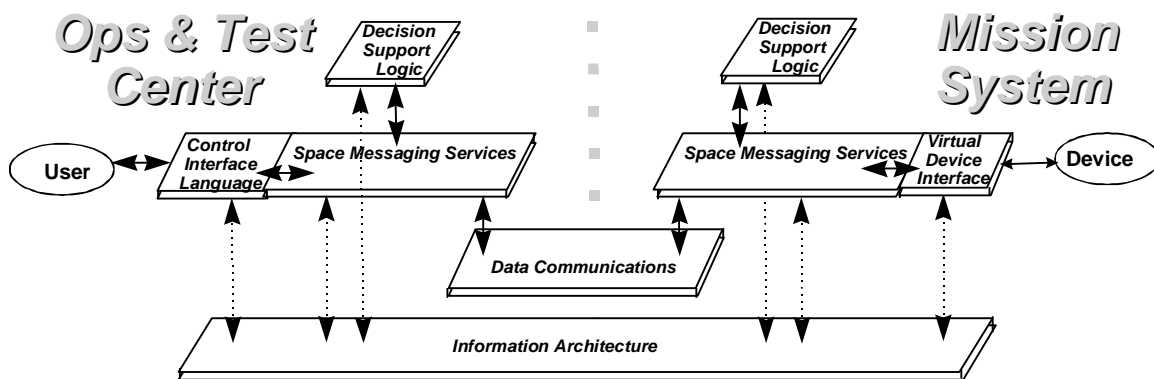 Ops & Test
Center
Decision
Support
Logic
Decision
Support
Logic
Mission
System
User
Control
Interface
Language
Space Messaging Services
Space Messaging Services
Virtual
Device
Interface
Device
Data Communications
Information Architecture